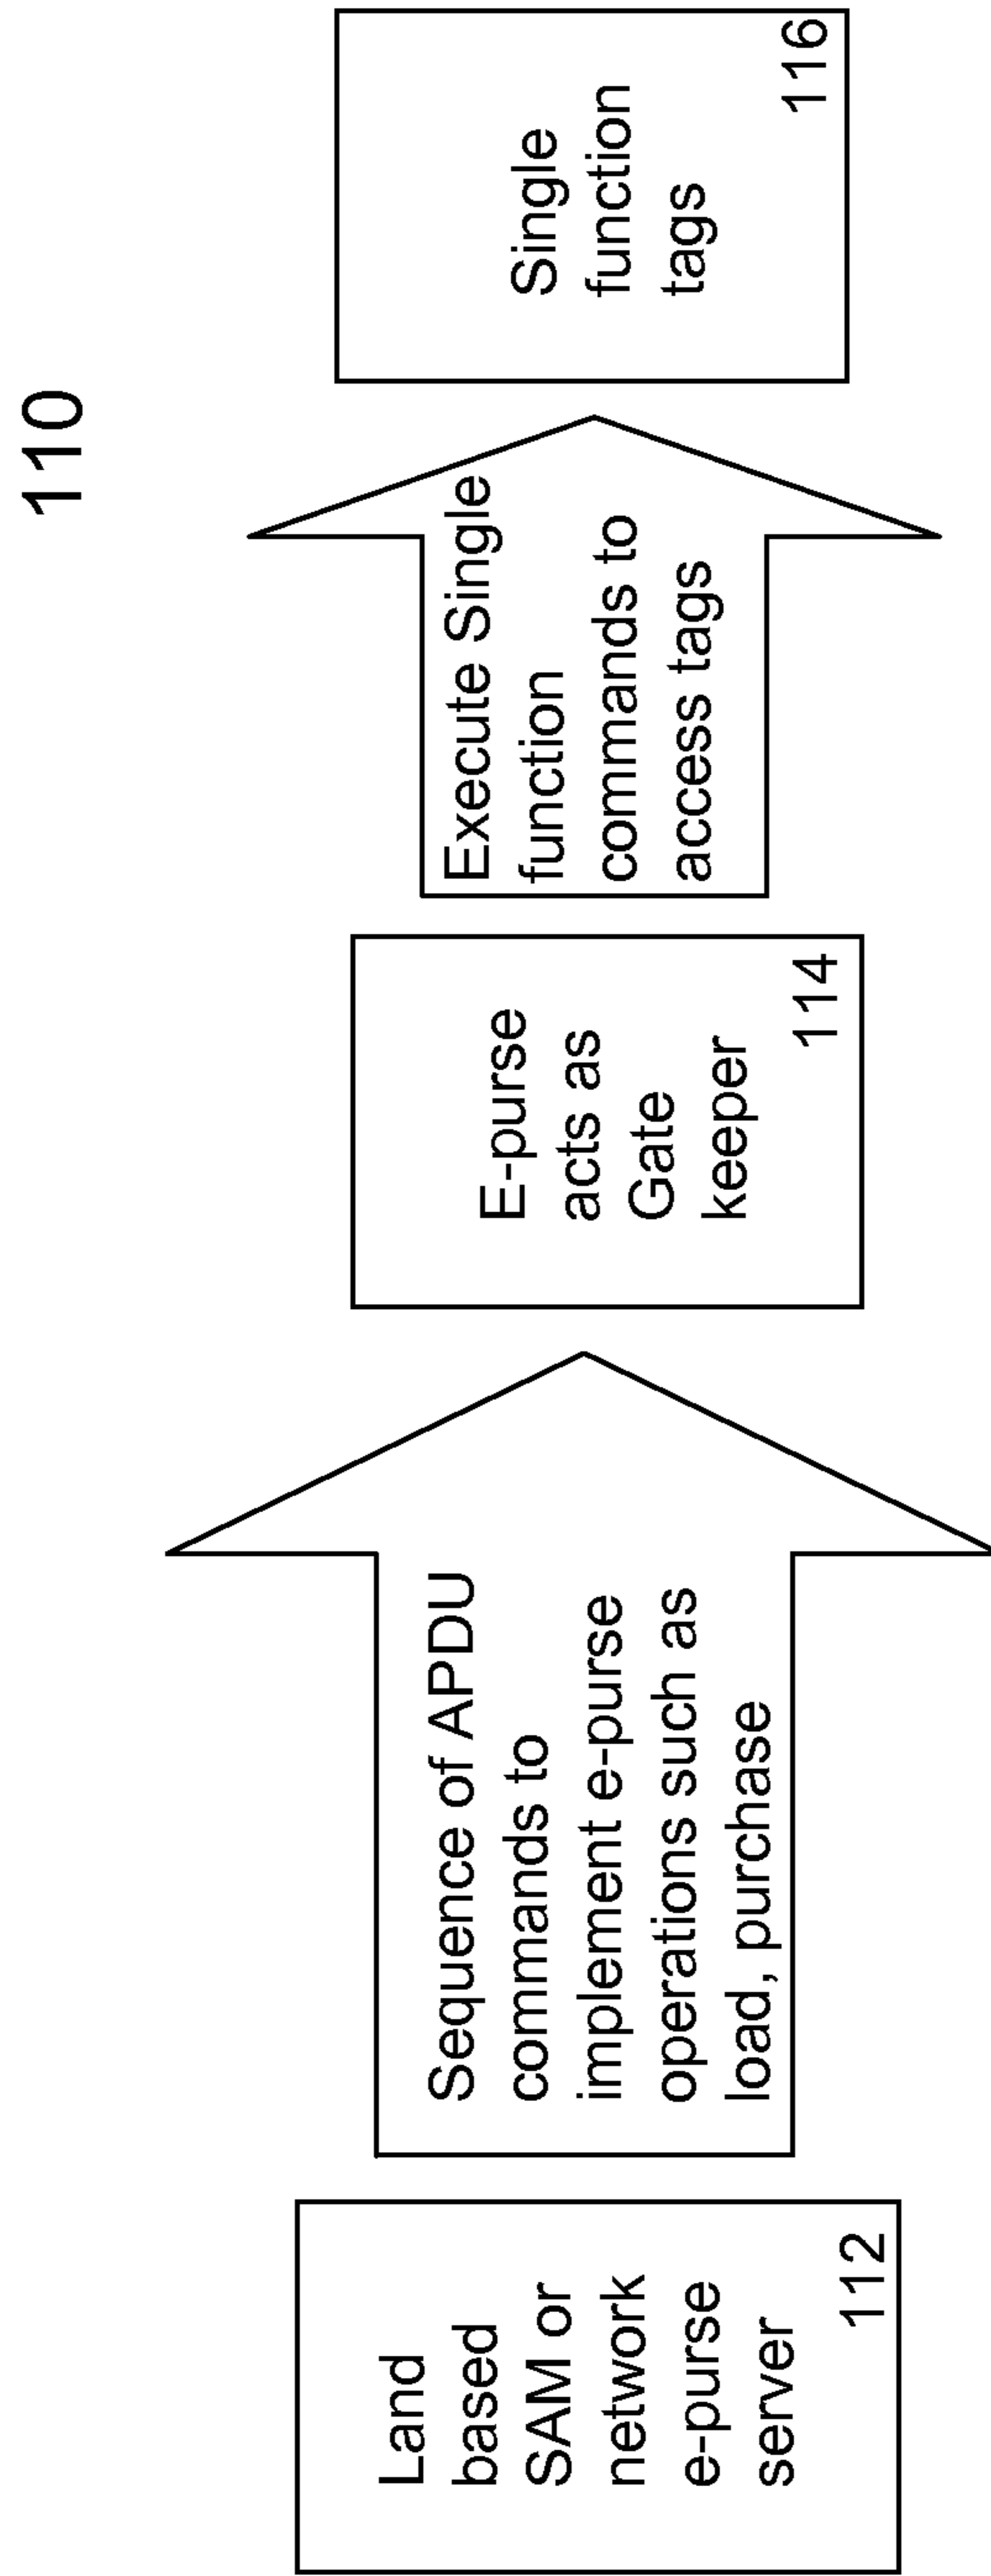 110
Land
based
SAM or
network
e-purse
server
112
Sequence of APDU
commands to
implement e-purse
operations such as
load, purchase
E-purse
acts as
Gate
keeper
114
Execute Single
function
commands to
access tags
Single
function
tags
116